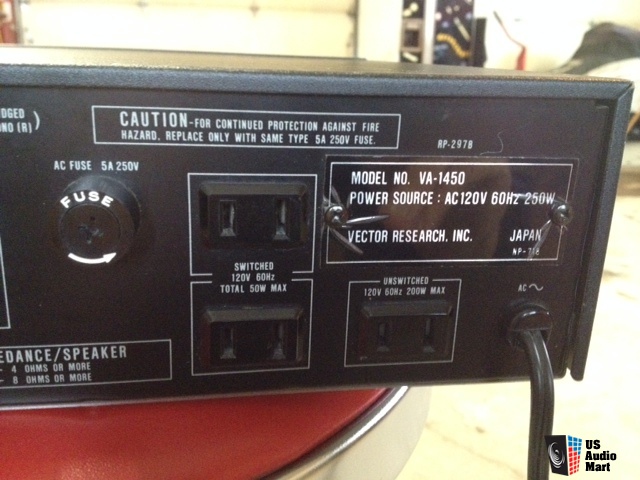 DGED
ONO (R))
CAUTION-FOR CONTINUED PROTECTION AGAINST FIRE
HAZARD, REPLACE ONLY WITH SAME TYPE 5A 250V FUSE.
RP-297B
AC FUSE 5A 250V
FUSE
MODEL NO. VA-1450
POWER SOURCE : AC120V 60Hz 250W
VECTOR RESEARCH, INC. JAPAN
SWITCHED
120V 60Hz
TOTAL 50W MAX
UNSWITCHED
120V 60Hz 200W MAX
AC~
EDANCE/SPEAKER
- 4 OHMS OR MORE
- 8 OHMS OR MORE
US
Audio
Mart